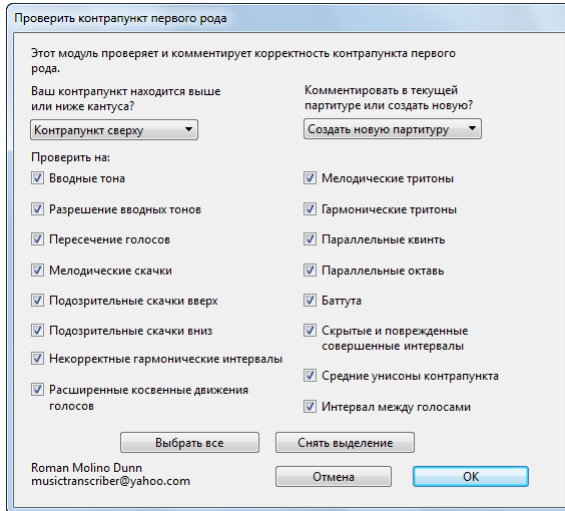 Проверить контрапункт первого рода
Этот модуль проверяет и комментирует корректность контрапункта первого
рода.
Ваш контрапункт находится выше
или ниже кантуса?
Контрапункт сверху
Комментировать в текущей
партитуре или создать новую?
Создать новую партитуру
Проверить на:
Вводные тона
Разрешение вводных тонов
Пересечение голосов
Мелодические скачки
Подозрительные скачки вверх
Подозрительные скачки вниз
Некорректные гармонические интервалы
Расширенные косвенные движения
голосов
Мелодические тритоны
Гармонические тритоны
Параллельные квинть
Параллельные октавь
Баттута
Скрытые и поврежденные
совершенные интервалы
Средние унисоны контрапункта
Интервал между голосами
Выбрать все
Снять выделение
Roman Molino Dunn
musictranscriber@yahoo.com
Отмена
OK